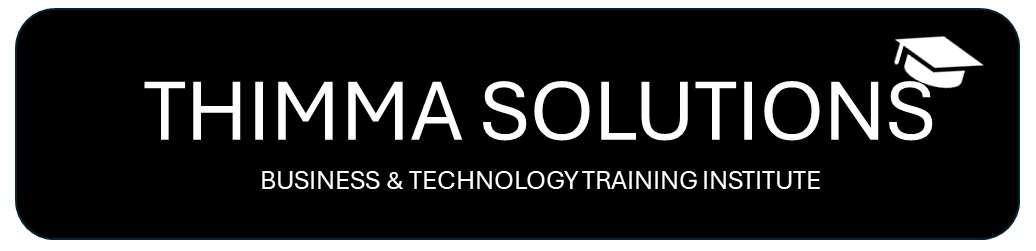 THIMMA SOLUTIONS
BUSINESS & TECHNOLOGY TRAINING INSTITUTE